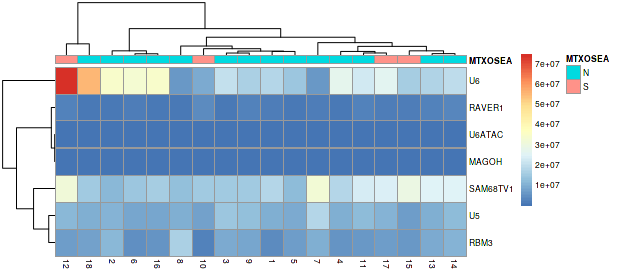 MTXOSEA
U6
RAVER1
U6ATAC
MAGOH
SAM68TV1
U5
RBM3
12 18 2 6 16 8 10 3 9 1 5 7 4 11 17 15 13 14
7e+07
6e+07
5e+07
4e+07
3e+07
2e+07
1e+07
MTXOSEA
N
S